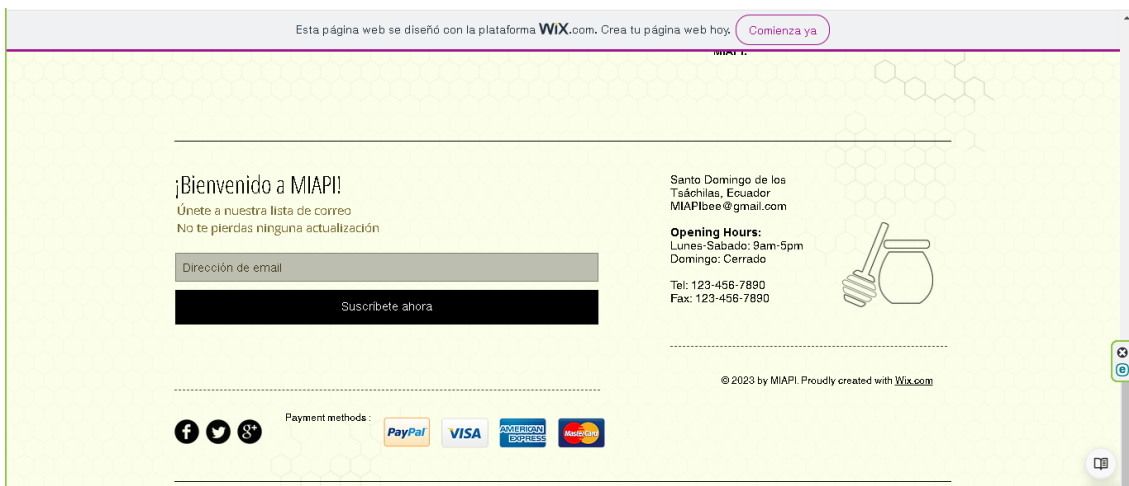 Esta página web se diseñó con la plataforma WiX.com. Crea tu página web hoy. Comienza ya
MIAPI.
¡Bienvenido a MIAPI!
Únete a nuestra lista de correo
No te pierdas ninguna actualización
Dirección de email
Suscríbete ahora
Santo Domingo de los
Tsáchilas, Ecuador
MIAPIbee@gmail.com
Opening Hours:
Lunes-Sabado: 9am-5pm
Domingo: Cerrado
Tel: 123-456-7890
Fax: 123-456-7890
© 2023 by MIAPI. Proudly created with Wix.com
Payment methods :
PayPal
VISA
AMERICAN
EXPRESS
MasterCard